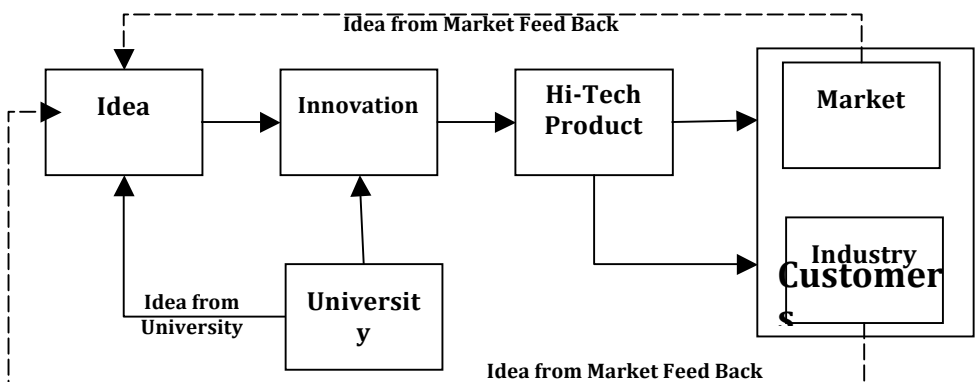 Idea from Market Feed Back
Idea
Innovation
Hi-Tech
Product
Market
Industry
Customer
s
Universit
y
Idea from
University
Idea from Market Feed Back